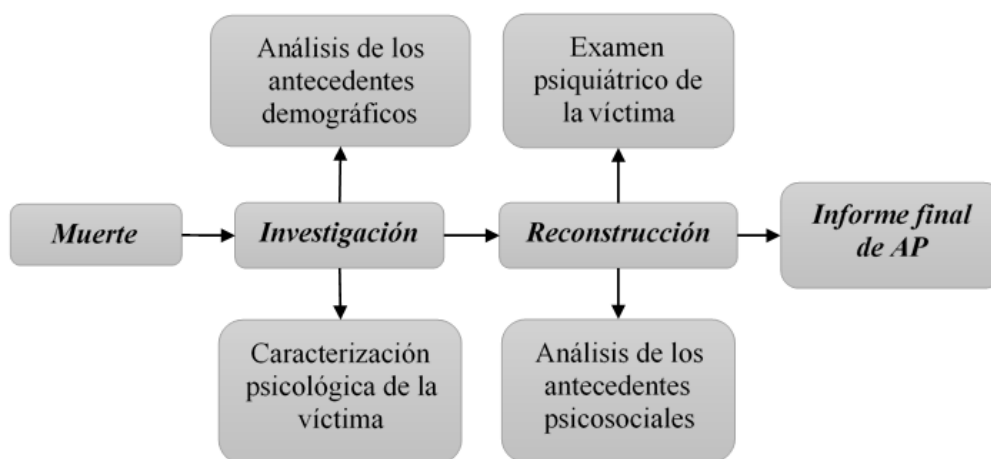 Análisis de los
antecedentes
demográficos
Examen
psiquiátrico de
la víctima
Muerte
Investigación
Reconstrucción
Informe final
de AP
Caracterización
psicológica de la
víctima
Análisis de los
antecedentes
psicosociales